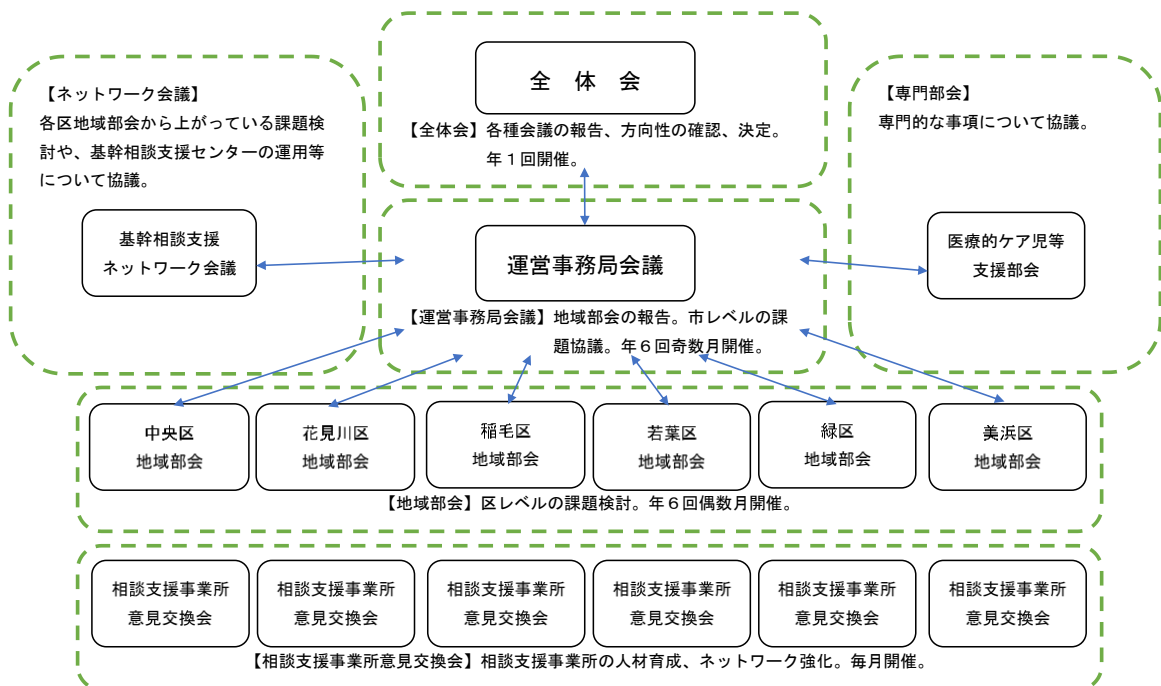 全 体 会
【全体会】各種会議の報告、方向性の確認、決定。
年１回開催。
【ネットワーク会議】
各区地域部会から上がっている課題検
討や、基幹相談支援センターの運用等
について協議。
基幹相談支援
ネットワーク会議
【専門部会】
専門的な事項について協議。
医療的ケア児等
支援部会
運営事務局会議
【運営事務局会議】地域部会の報告。市レベルの課
題協議。年６回奇数月開催。
中央区
地域部会
花見川区
地域部会
稲毛区
地域部会
若葉区
地域部会
緑区
地域部会
美浜区
地域部会
【地域部会】区レベルの課題検討。年６回偶数月開催。
相談支援事業所
意見交換会
相談支援事業所
意見交換会
相談支援事業所
意見交換会
相談支援事業所
意見交換会
相談支援事業所
意見交換会
相談支援事業所
意見交換会
【相談支援事業所意見交換会】相談支援事業所の人材育成、ネットワーク強化。毎月開催。